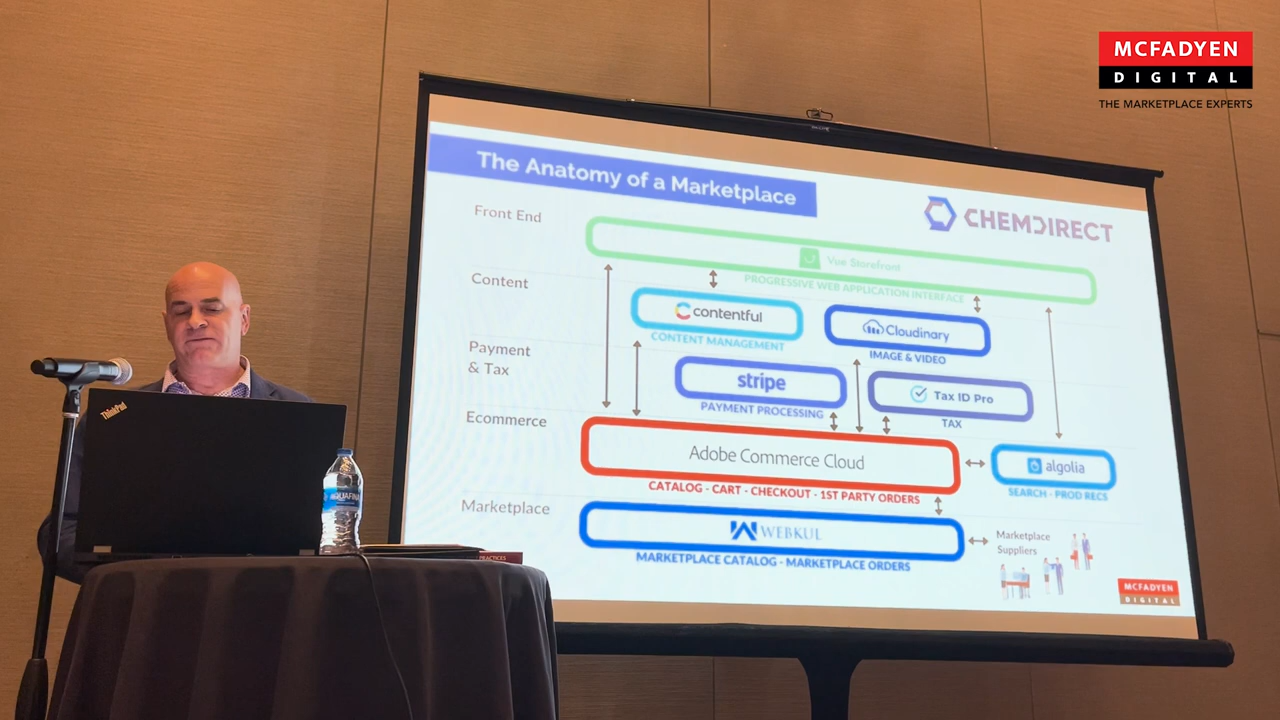 MCFADYEN
DIGITAL
THE MARKETPLACE EXPERTS
The Anatomy of a Marketplace
CHEMDIRECT
Front End
Vue Storefront
PROGRESSIVE WEB APPLICATION INTERFACE
Content
contentful
CONTENT MANAGEMENT
Cloudinary
IMAGE & VIDEO
Payment
& Tax
stripe
PAYMENT PROCESSING
Tax ID Pro
TAX
Ecommerce
Adobe Commerce Cloud
CATALOG - CART - CHECKOUT - 1ST PARTY ORDERS
algolia
SEARCH - PROD RECS
Marketplace
WEBKUL
MARKETPLACE CATALOG - MARKETPLACE ORDERS
Marketplace
Suppliers
MCFADYEN
DIGITAL
ThinkPad
AQUAFINA
PRACTICES